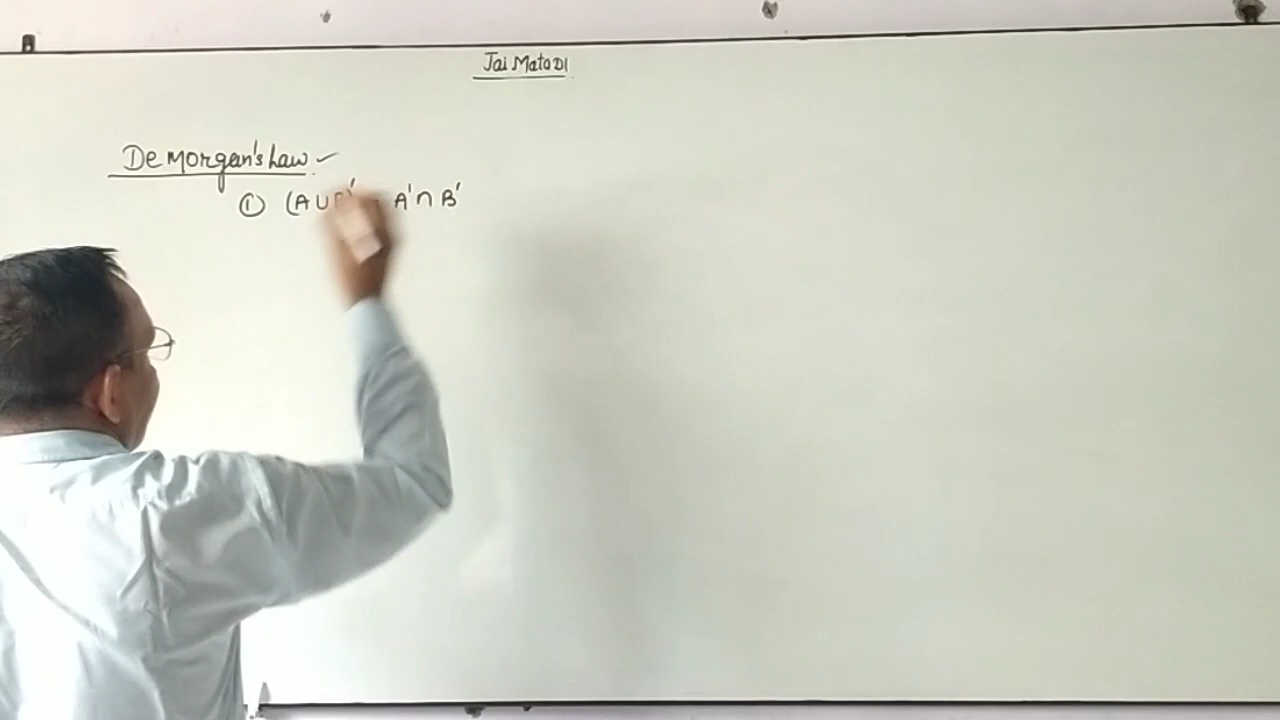 Jai Mata DI
De Morgan's Law ✓
① (A ∪ B)' = A' ∩ B'